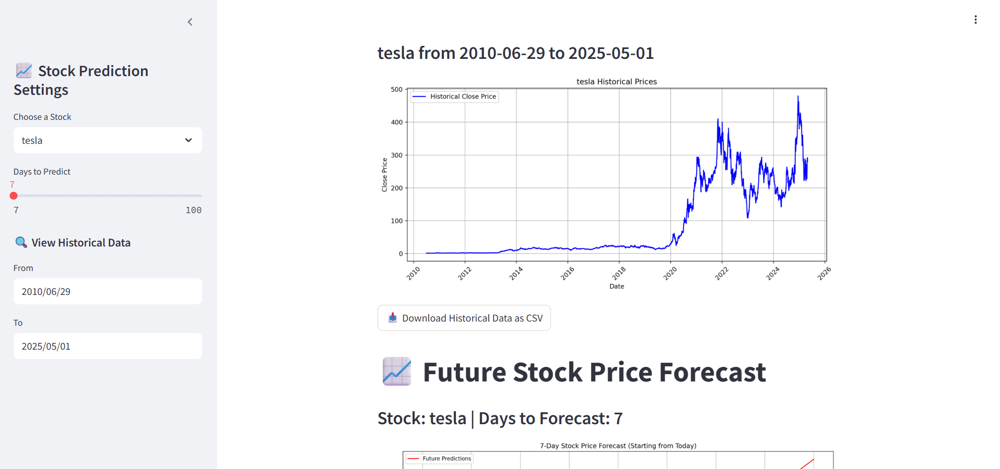 Stock Prediction
Settings
Choose a Stock
tesla
Days to Predict
7
7 100
View Historical Data
From
2010/06/29
To
2025/05/01
tesla from 2010-06-29 to 2025-05-01
tesla Historical Prices
Historical Close Price
Close Price
500
400
300
200
100
0
2010 2012 2014 2016 2018 2020 2022 2024 2026
Date
Download Historical Data as CSV
Future Stock Price Forecast
Stock: tesla | Days to Forecast: 7
7-Day Stock Price Forecast (Starting from Today)
Future Predictions